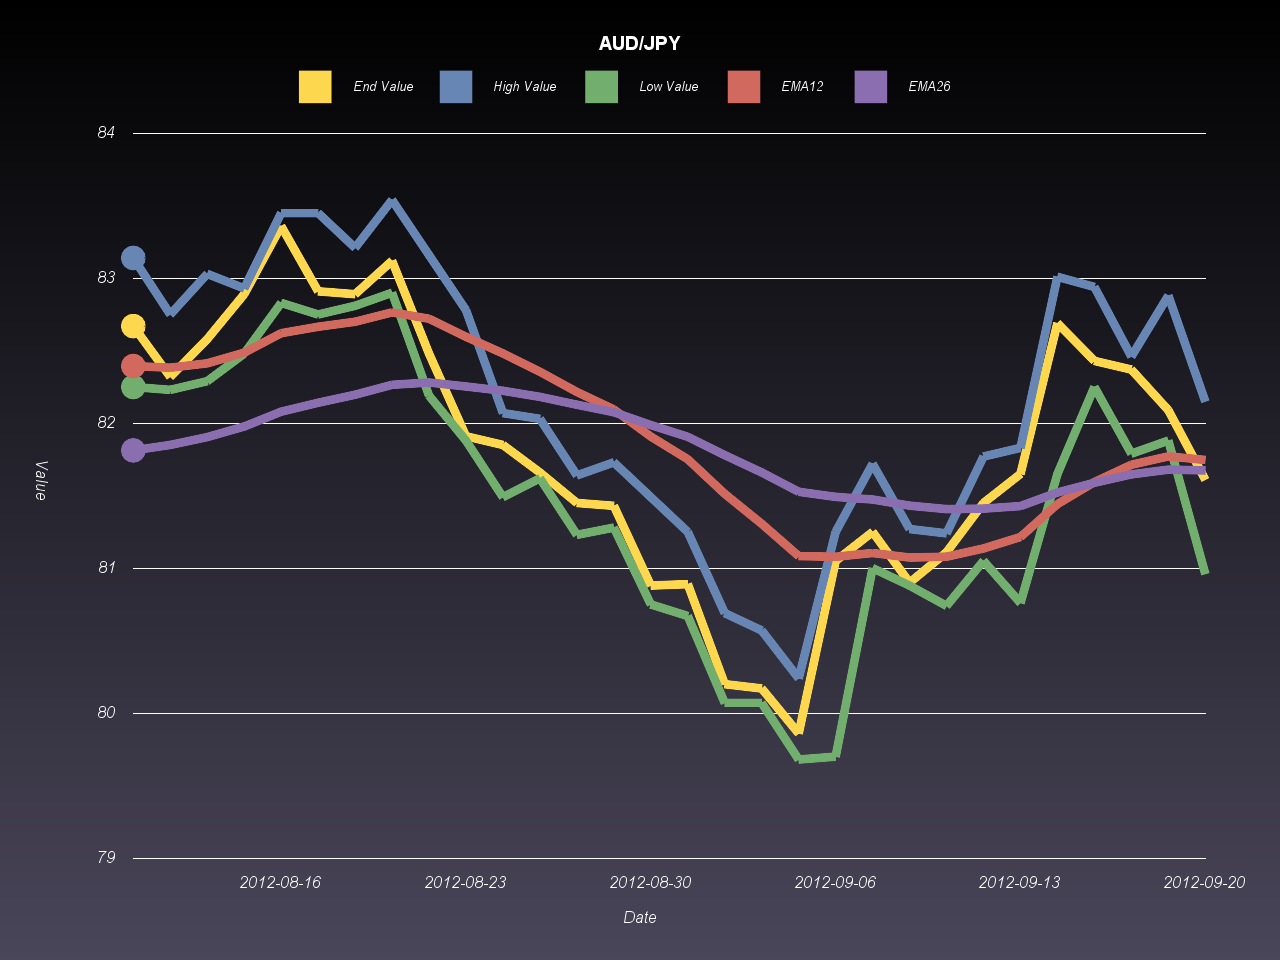 AUD/JPY
End Value High Value Low Value EMA12 EMA26
84
83
82
81
80
79
Value
2012-08-16 2012-08-23 2012-08-30 2012-09-06 2012-09-13 2012-09-20
Date